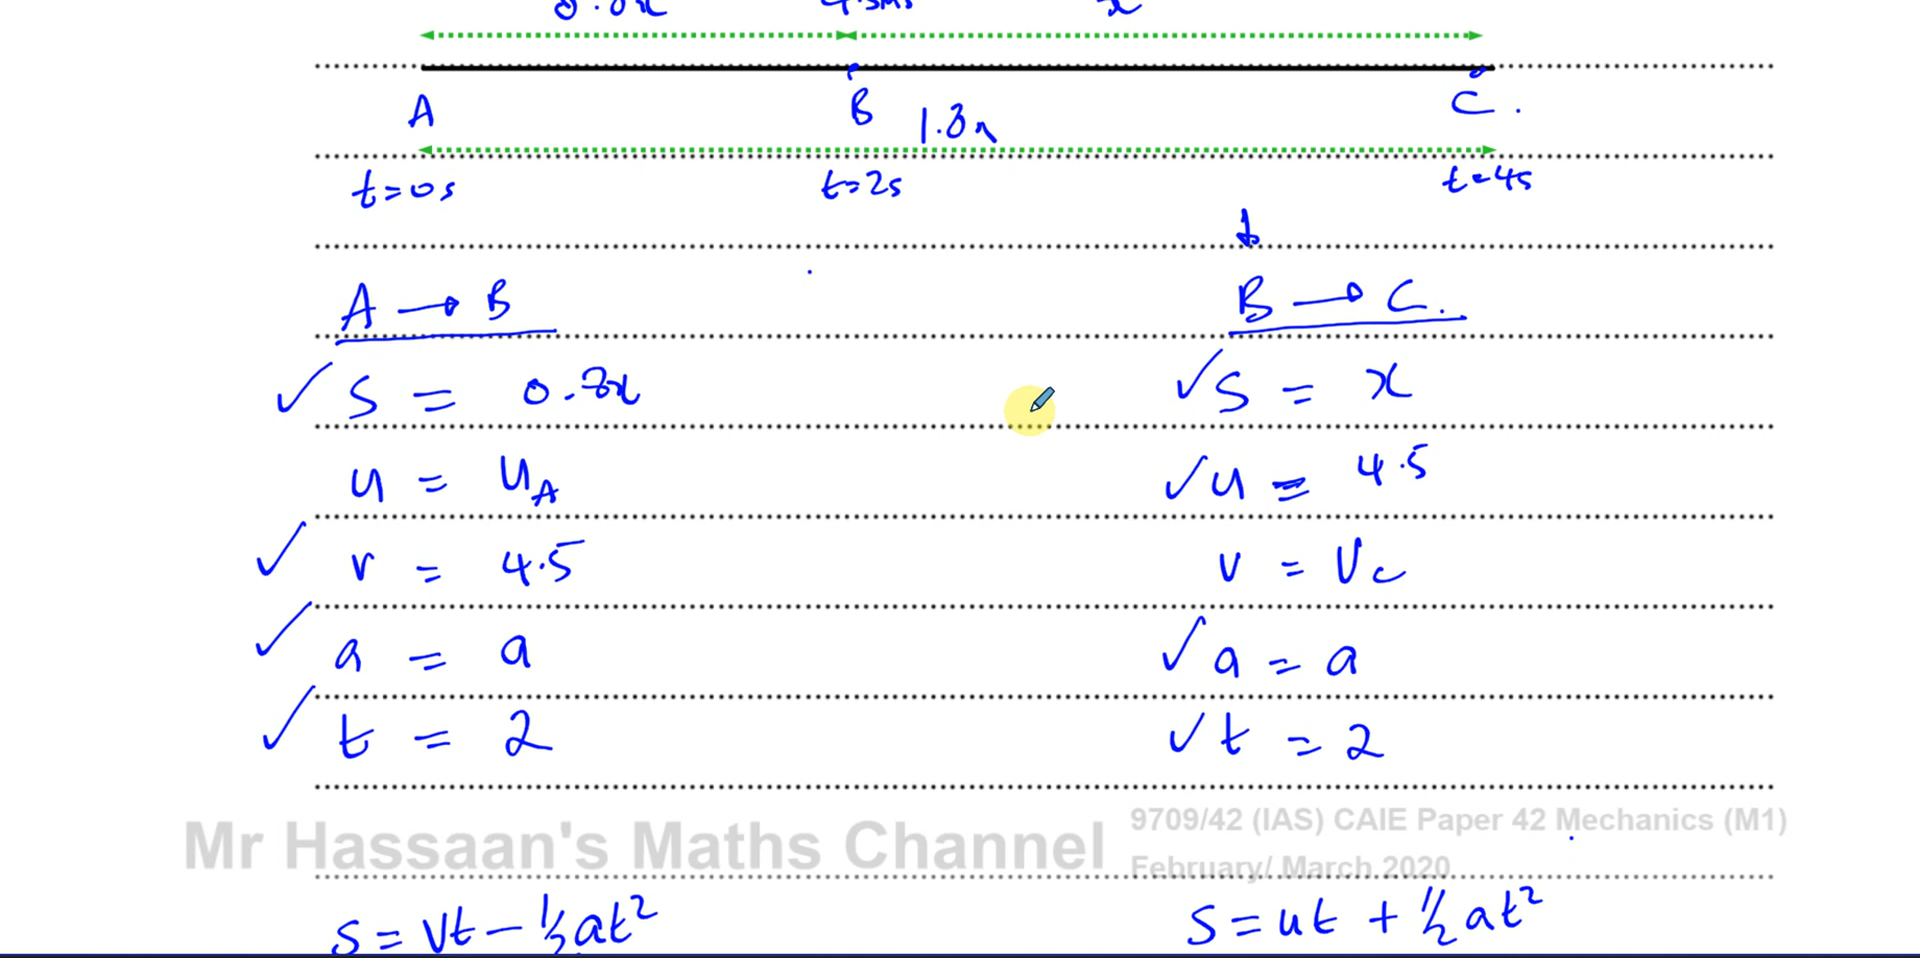 A B 1.8x C.
t=0s t=2s t=4s
A → B B → C.
✓ s = 0.8x ✓ s = x
u = u_A ✓ u = 4.5
✓ v = 4.5 v = V_C
✓ a = a ✓ a = a
✓ t = 2 ✓ t = 2
Mr Hassaan's Maths Channel
9709/42 (IAS) CAIE Paper 42 Mechanics (M1)
February/ March 2020
s = vt - ½at² s = ut + ½at²